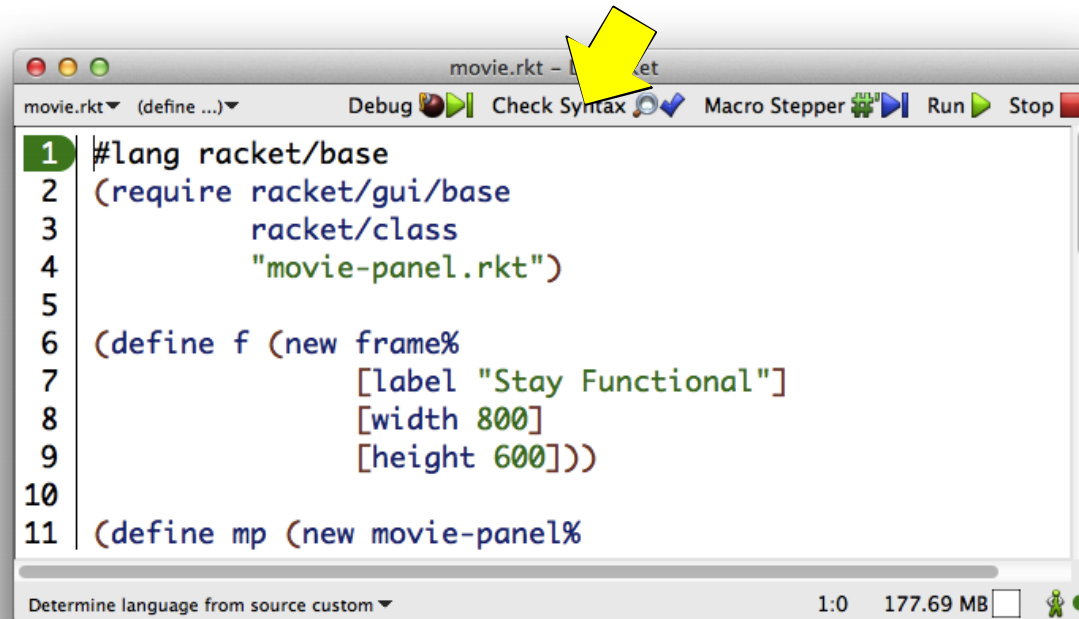 movie.rkt –
movie.rkt (define ...) Debug Check Syntax Macro Stepper Run Stop
1 #lang racket/base
2 (require racket/gui/base
3 racket/class
4 "movie-panel.rkt")
5
6 (define f (new frame%
7 [label "Stay Functional"]
8 [width 800]
9 [height 600]))
10
11 (define mp (new movie-panel%
Determine language from source custom 1:0 177.69 MB